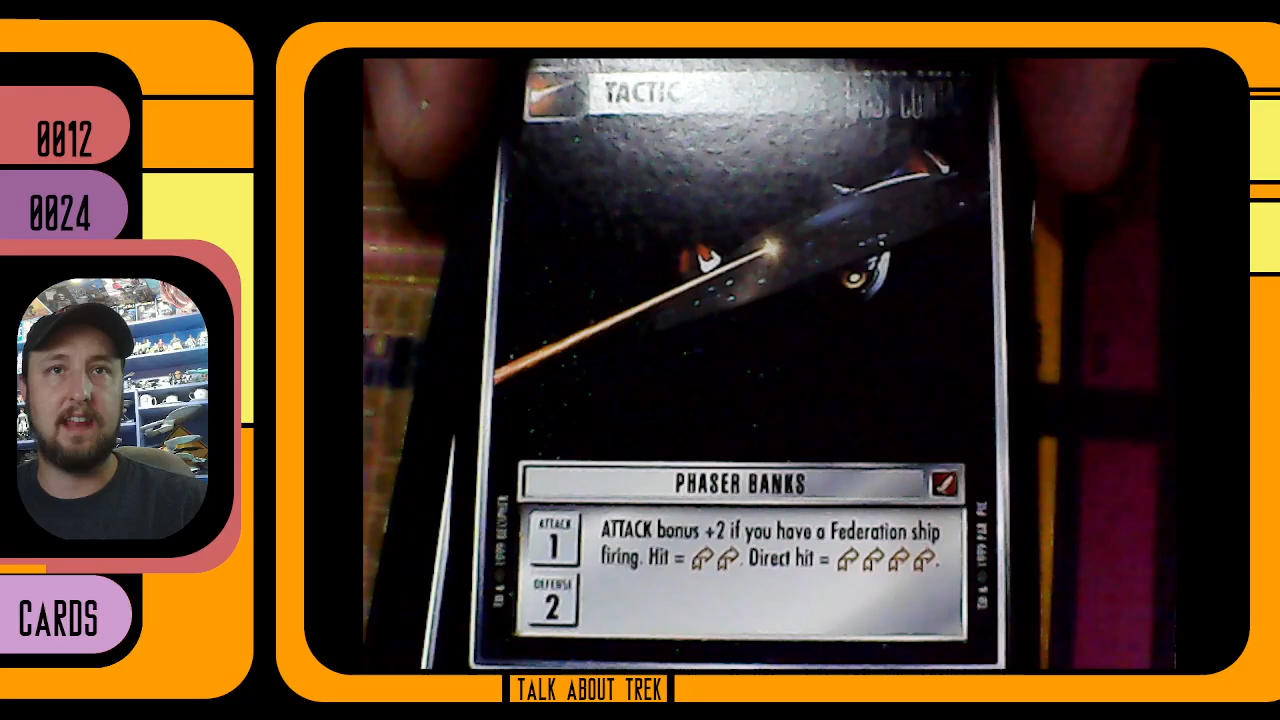 0012
0024
CARDS
TACTIC
PHASER BANKS
ATTACK
1
ATTACK bonus +2 if you have a Federation ship
firing. Hit = . Direct hit = .
DEFENSE
2
TALK ABOUT TREK